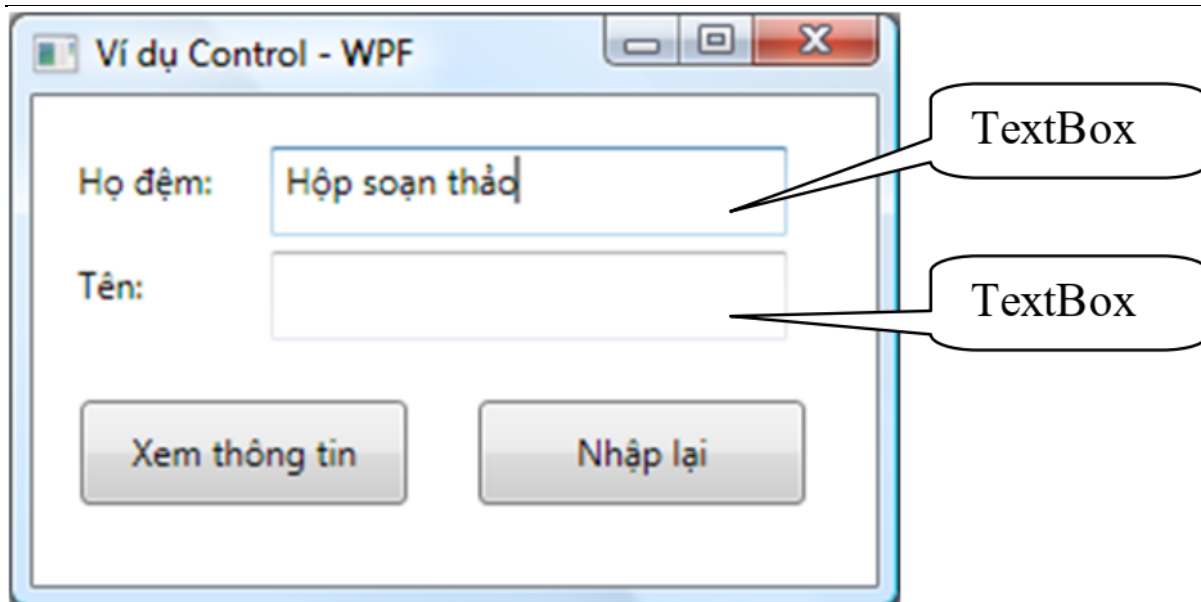 Ví dụ Control - WPF
Họ đệm:
Hộp soạn thảo
TextBox
Tên:
TextBox
Xem thông tin
Nhập lại